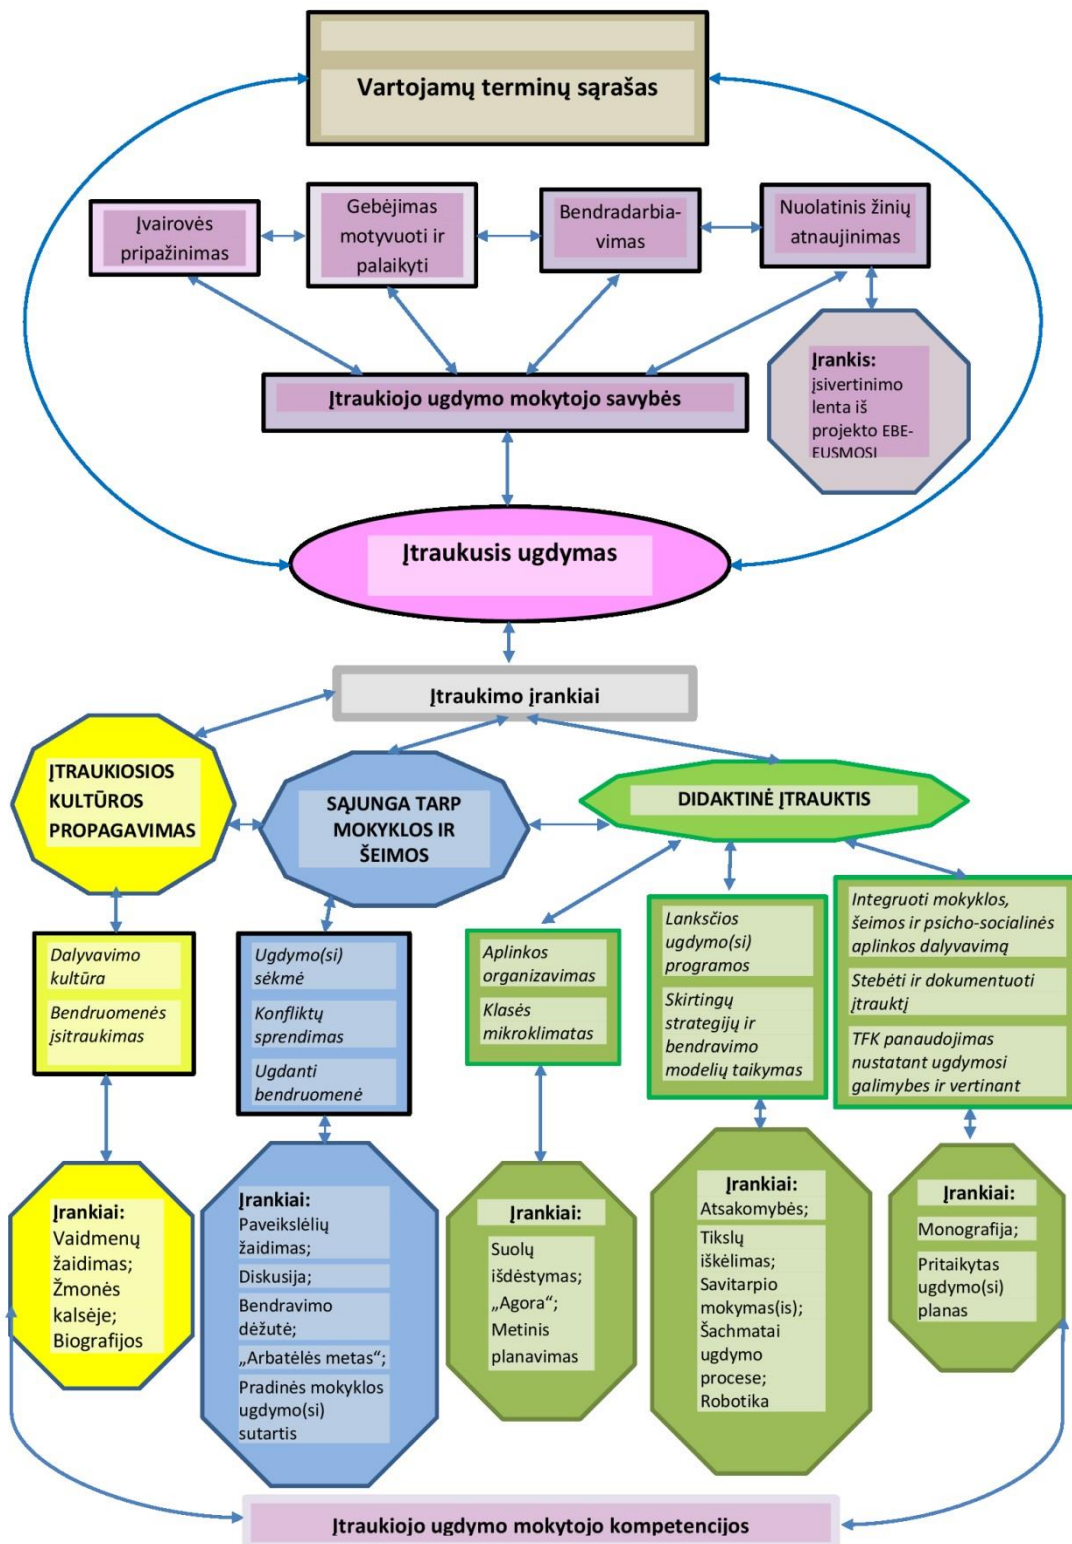 Vartojamų terminų sąrašas
Įvairovės
pripažinimas
Gebėjimas
motyvuoti ir
palaikyti
Bendradarbia-
vimas
Nuolatinis žinių
atnaujinimas
Įrankis:
įsivertinimo
lenta iš
projekto EBE-
EUSMOSI
Įtraukiojo ugdymo mokytojo savybės
Įtraukusis ugdymas
Įtraukimo įrankiai
ĮTRAUKIOSIOS
KULTŪROS
PROPAGAVIMAS
SĄJUNGA TARP
MOKYKLOS IR
ŠEIMOS
DIDAKTINĖ ĮTRAUKTIS
Dalyvavimo
kultūra
Bendruomenės
įsitraukimas
Ugdymo(si)
sėkmė
Konfliktų
sprendimas
Ugdanti
bendruomenė
Aplinkos
organizavimas
Klasės
mikroklimatas
Lanksčios
ugdymo(si)
programos
Skirtingų
strategijų ir
bendravimo
modelių taikymas
Integruoti mokyklos,
šeimos ir psicho-socialinės
aplinkos dalyvavimą
Stebėti ir dokumentuoti
įtrauktį
TFK panaudojimas
nustatant ugdymosi
galimybes ir vertinant
Įrankiai:
Vaidmenų
žaidimas;
Žmonės
kalsėje;
Biografijos
Įrankiai:
Paveikslėlių
žaidimas;
Diskusija;
Bendravimo
dėžutė;
„Arbatėlės metas“;
Pradinės mokyklos
ugdymo(si)
sutartis
Įrankiai:
Suolų
išdėstymas;
„Agora“;
Metinis
planavimas
Įrankiai:
Atsakomybės;
Tikslų
iškėlimas;
Savitarpio
mokymas(is);
Šachmatai
ugdymo
procese;
Robotika
Įrankiai:
Monografija;
Pritaikytas
ugdymo(si)
planas
Įtraukiojo ugdymo mokytojo kompetencijos